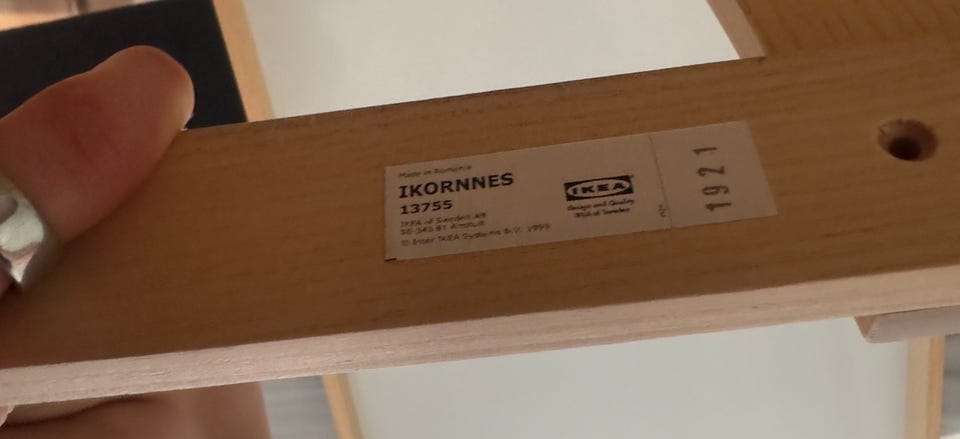 Made in Romania
IKORNNES
13755
IKEA of Sweden AB
SE-343 81 Älmhult
© Inter IKEA Systems B.V. 1999
IKEA
Design and Quality
IKEA of Sweden
1921